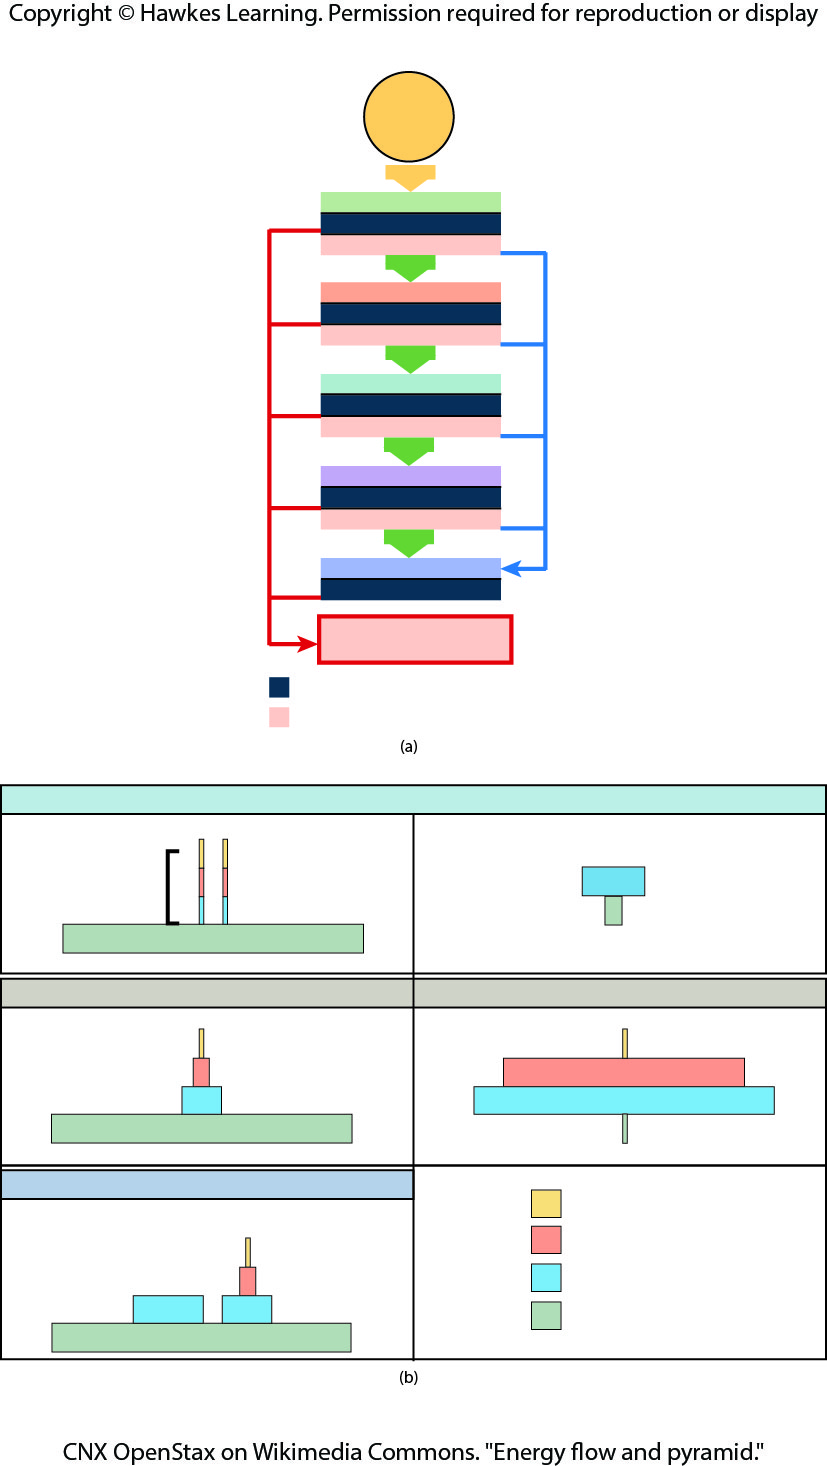 Copyright © Hawkes Learning. Permission required for reproduction or display
(a)
(b)
CNX OpenStax on Wikimedia Commons. "Energy flow and pyramid."